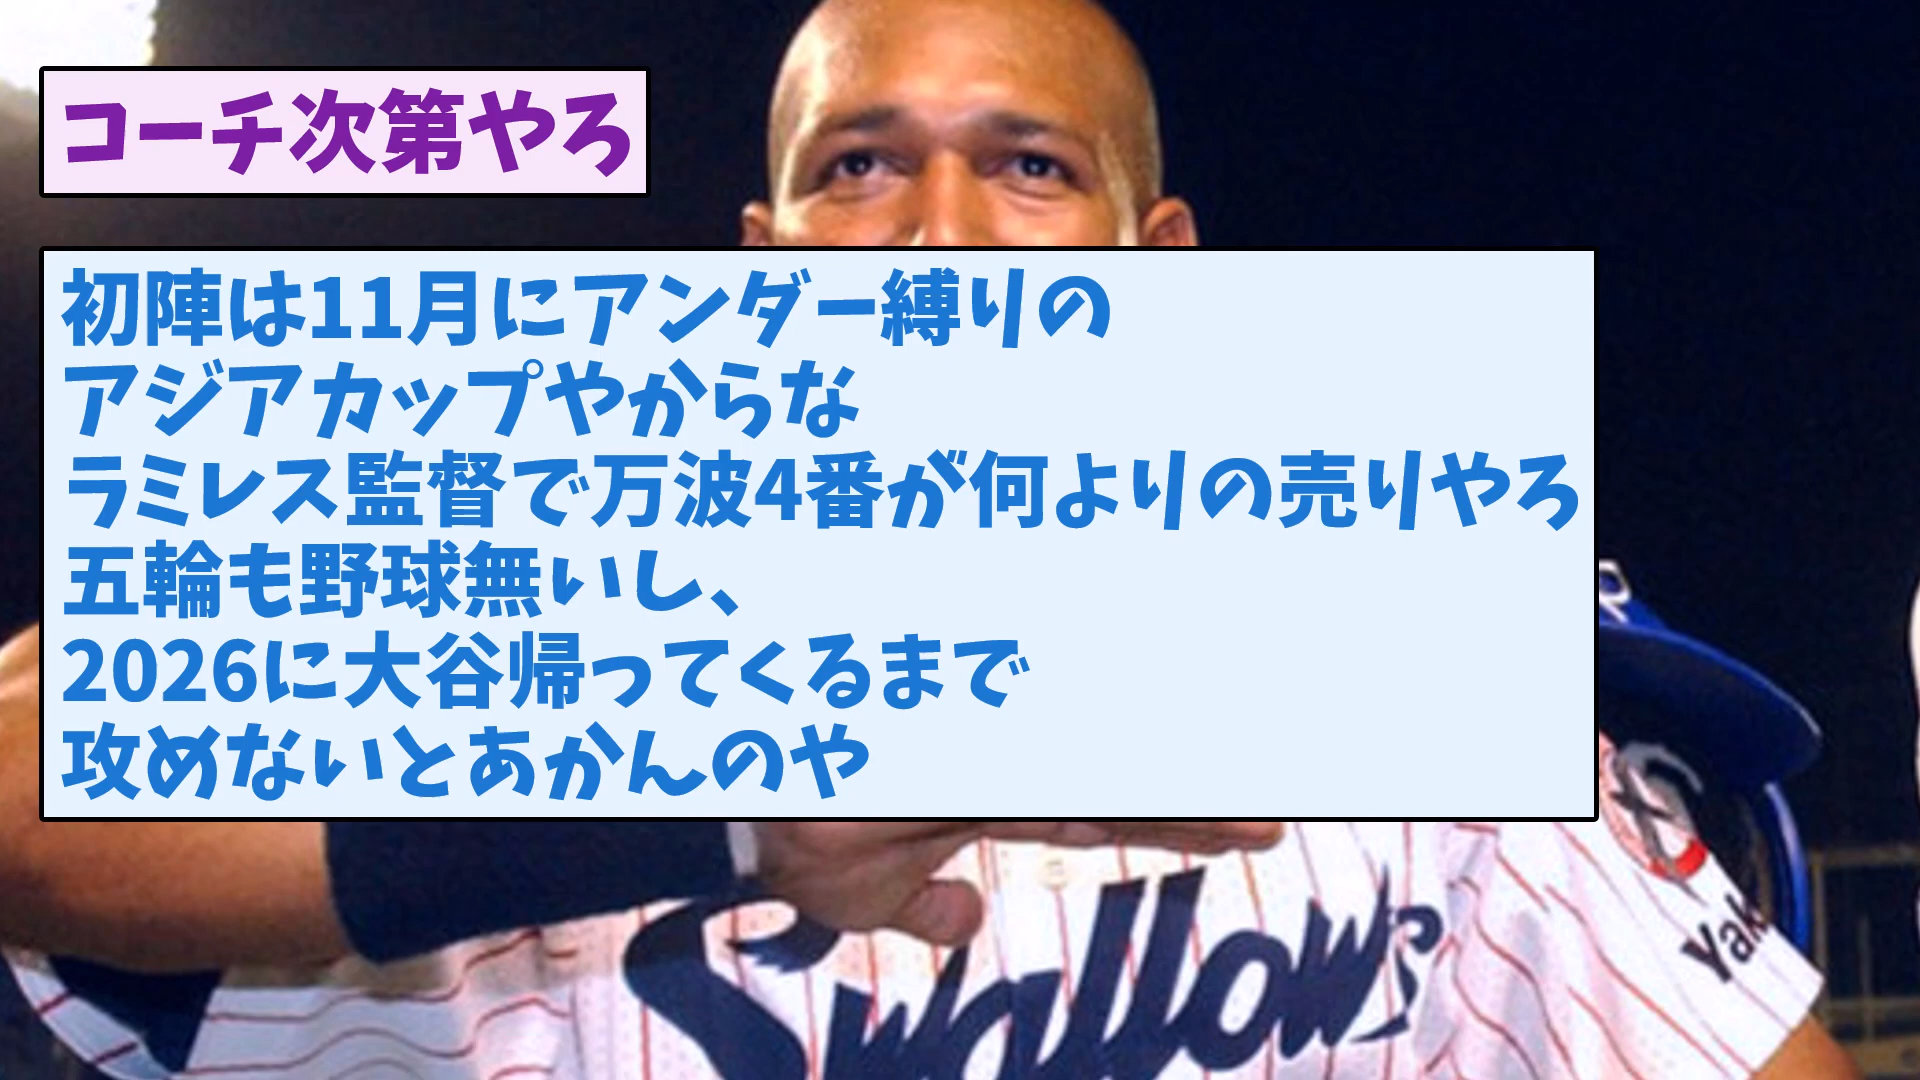 コーチ次第やろ
初陣は11月にアンダー縛りの
アジアカップやからな
ラミレス監督で万波4番が何よりの売りやろ
五輪も野球無いし、
2026に大谷帰ってくるまで
攻めないとあかんのや
Swallows